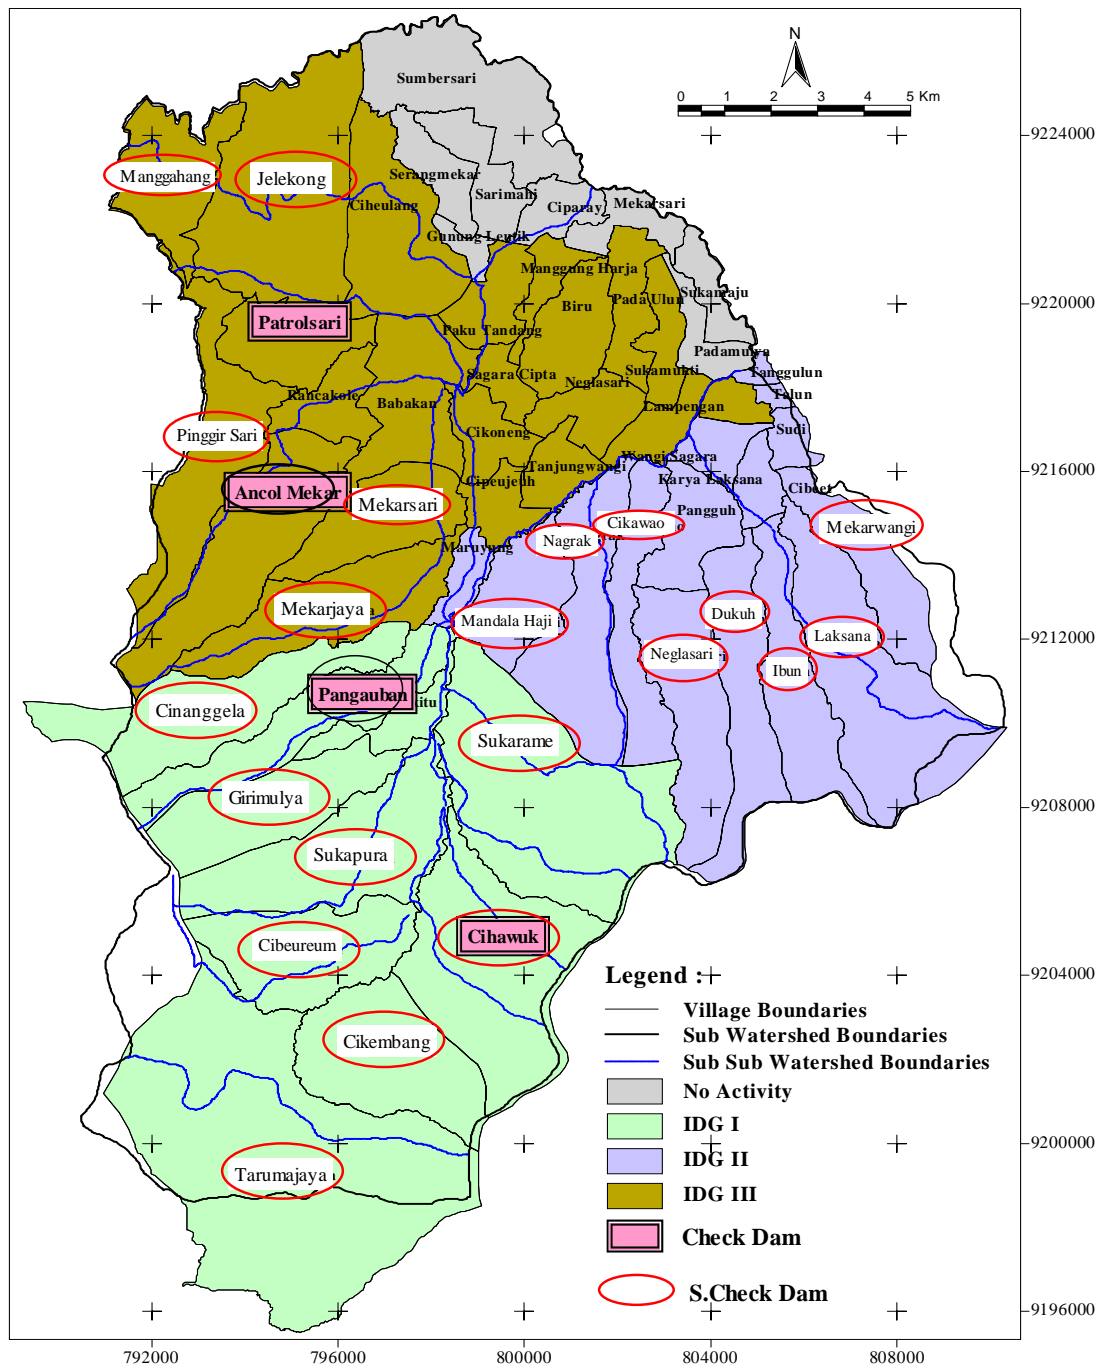 N
0 1 2 3 4 5 Km
Sumbersari
9224000
Manggahang
Jelekong
Serangmekar
Sarimahi
Ciheulang
Ciparay
Mekarsari
Gunung Leutik
Manggung Harja
Sukamaju
Biru
Pada Ulun
9220000
Patrolsari
Paku Tandang
Padamulya
Sagara Cipta
Neglasari
Sukamukti
Tanggulun
Rancakole
Babakan
Lampengan
Talun
Pinggir Sari
Cikoneng
Sudi
Tanjungwangi
Wangi Sagara
9216000
Ancol Mekar
Cipeujeuh
Karya Laksana
Cibeet
Mekarsari
Pangguh
Cikawao
Mekarwangi
Maruyung
Nagrak
Mekarjaya
Mandala Haji
Dukuh
Laksana
9212000
Neglasari
Ibun
Pangauban
itu
Cinanggela
Sukarame
Girimulya
9208000
Sukapura
Cihawuk
Cibeureum
9204000
Cikembang
Tarumajaya
Legend :
Village Boundaries
Sub Watershed Boundaries
Sub Sub Watershed Boundaries
No Activity
IDG I
9200000
IDG II
IDG III
Check Dam
S.Check Dam
9196000
792000 796000 800000 804000 808000